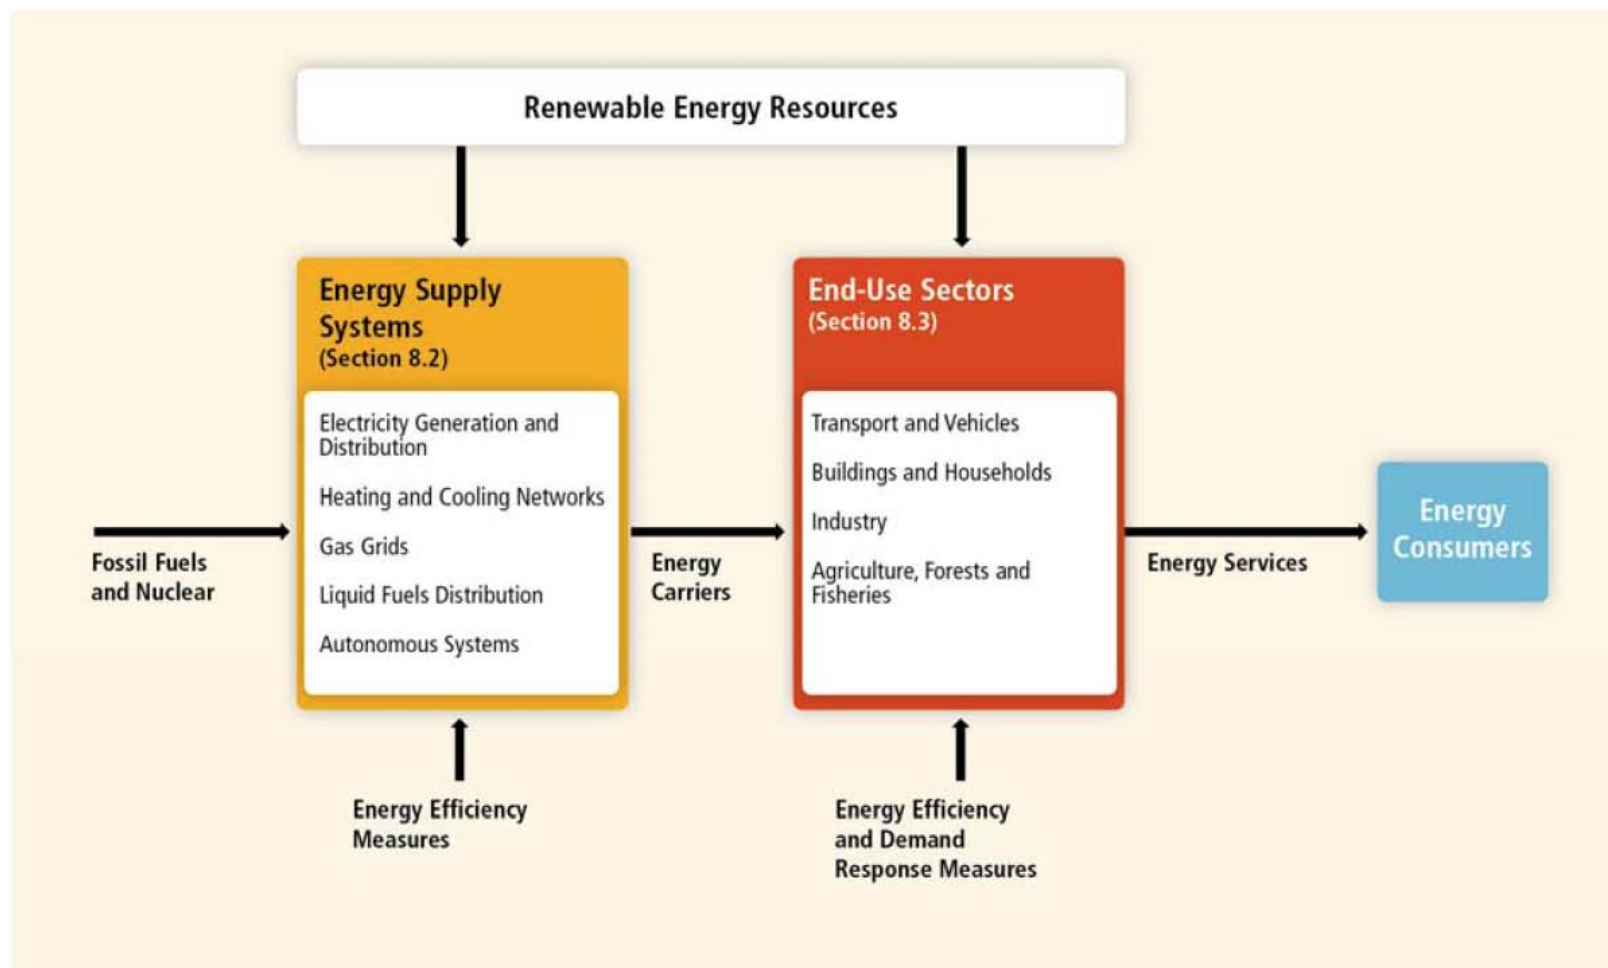 Renewable Energy Resources
Energy Supply
Systems
(Section 8.2)
Electricity Generation and
Distribution
Heating and Cooling Networks
Gas Grids
Liquid Fuels Distribution
Autonomous Systems
End-Use Sectors
(Section 8.3)
Transport and Vehicles
Buildings and Households
Industry
Agriculture, Forests and
Fisheries
Fossil Fuels
and Nuclear
Energy
Carriers
Energy Services
Energy
Consumers
Energy Efficiency
Measures
Energy Efficiency
and Demand
Response Measures